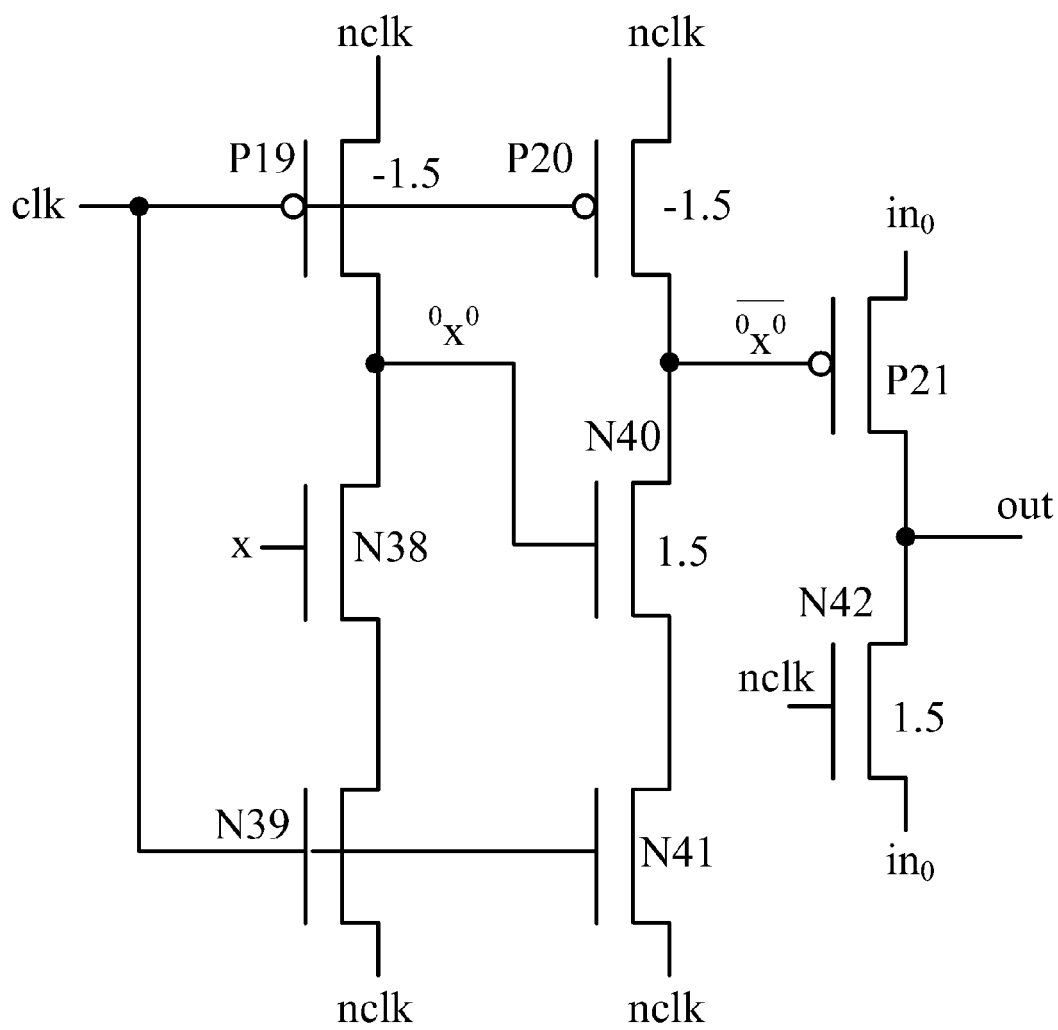 nclk nclk
P19 -1.5 P20 -1.5
clk
in₀
⁰x⁰ ‾⁰x⁰‾
P21
N40
x N38 1.5 out
N42
nclk 1.5
N39 N41
in₀
nclk nclk